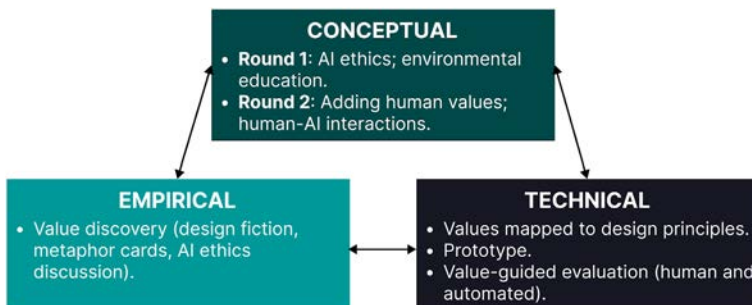 CONCEPTUAL
• Round 1: AI ethics; environmental
education.
• Round 2: Adding human values;
human-AI interactions.
EMPIRICAL
• Value discovery (design fiction,
metaphor cards, AI ethics
discussion).
TECHNICAL
• Values mapped to design principles.
• Prototype.
• Value-guided evaluation (human and
automated).